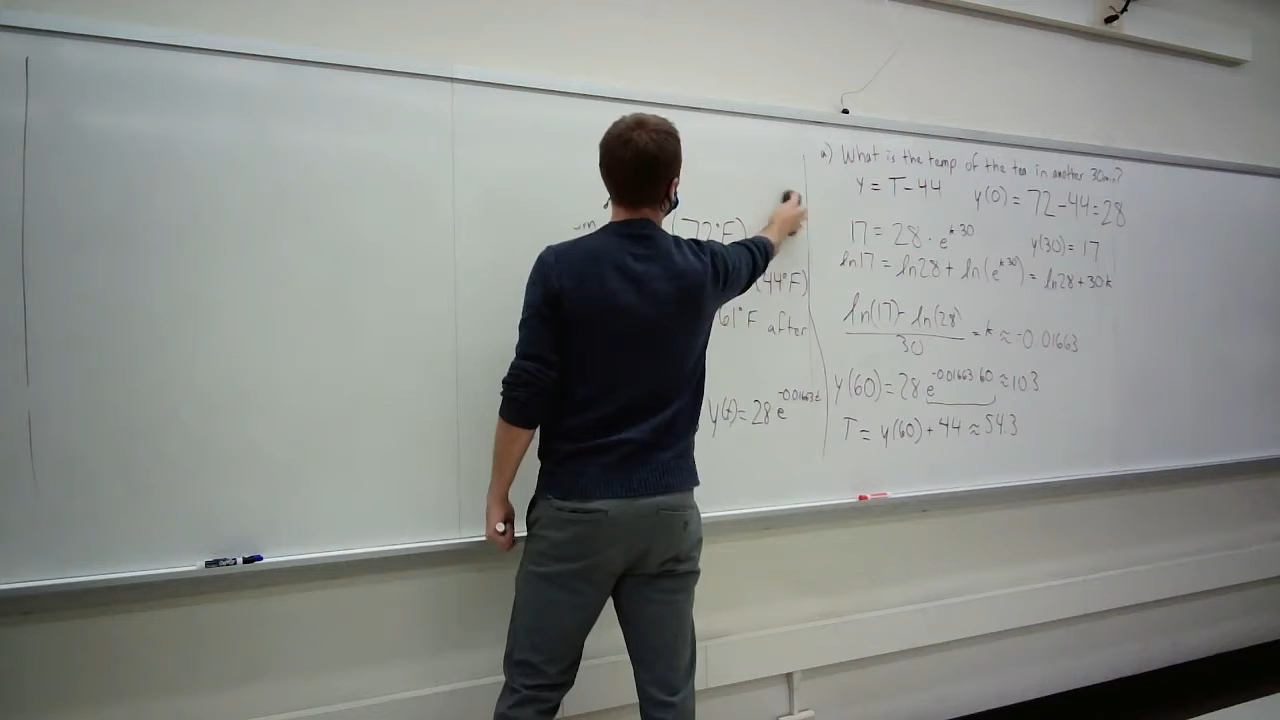 (72°F)
(44°F)
61°F after
y(t) = 28 e^-0.01663t
a) What is the temp of the tea in another 30min?
y = T - 44 y(0) = 72 - 44 = 28
17 = 28 · e^k·30 y(30) = 17
ln17 = ln28 + ln(e^k·30) = ln28 + 30k
ln(17) - ln(28) / 30 = k ≈ -0.01663
y(60) = 28 e^-0.01663·60 ≈ 10.3
T = y(60) + 44 ≈ 54.3